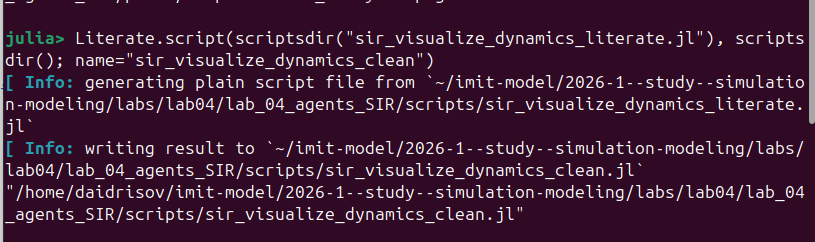 julia> Literate.script(scriptsdir("sir_visualize_dynamics_literate.jl"), scripts
dir(); name="sir_visualize_dynamics_clean")
[ Info: generating plain script file from `~/imit-model/2026-1--study--simulatio
n-modeling/labs/lab04/lab_04_agents_SIR/scripts/sir_visualize_dynamics_literate.
jl`
[ Info: writing result to `~/imit-model/2026-1--study--simulation-modeling/labs/
lab04/lab_04_agents_SIR/scripts/sir_visualize_dynamics_clean.jl`
"/home/daidrisov/imit-model/2026-1--study--simulation-modeling/labs/lab04/lab_04
_agents_SIR/scripts/sir_visualize_dynamics_clean.jl"